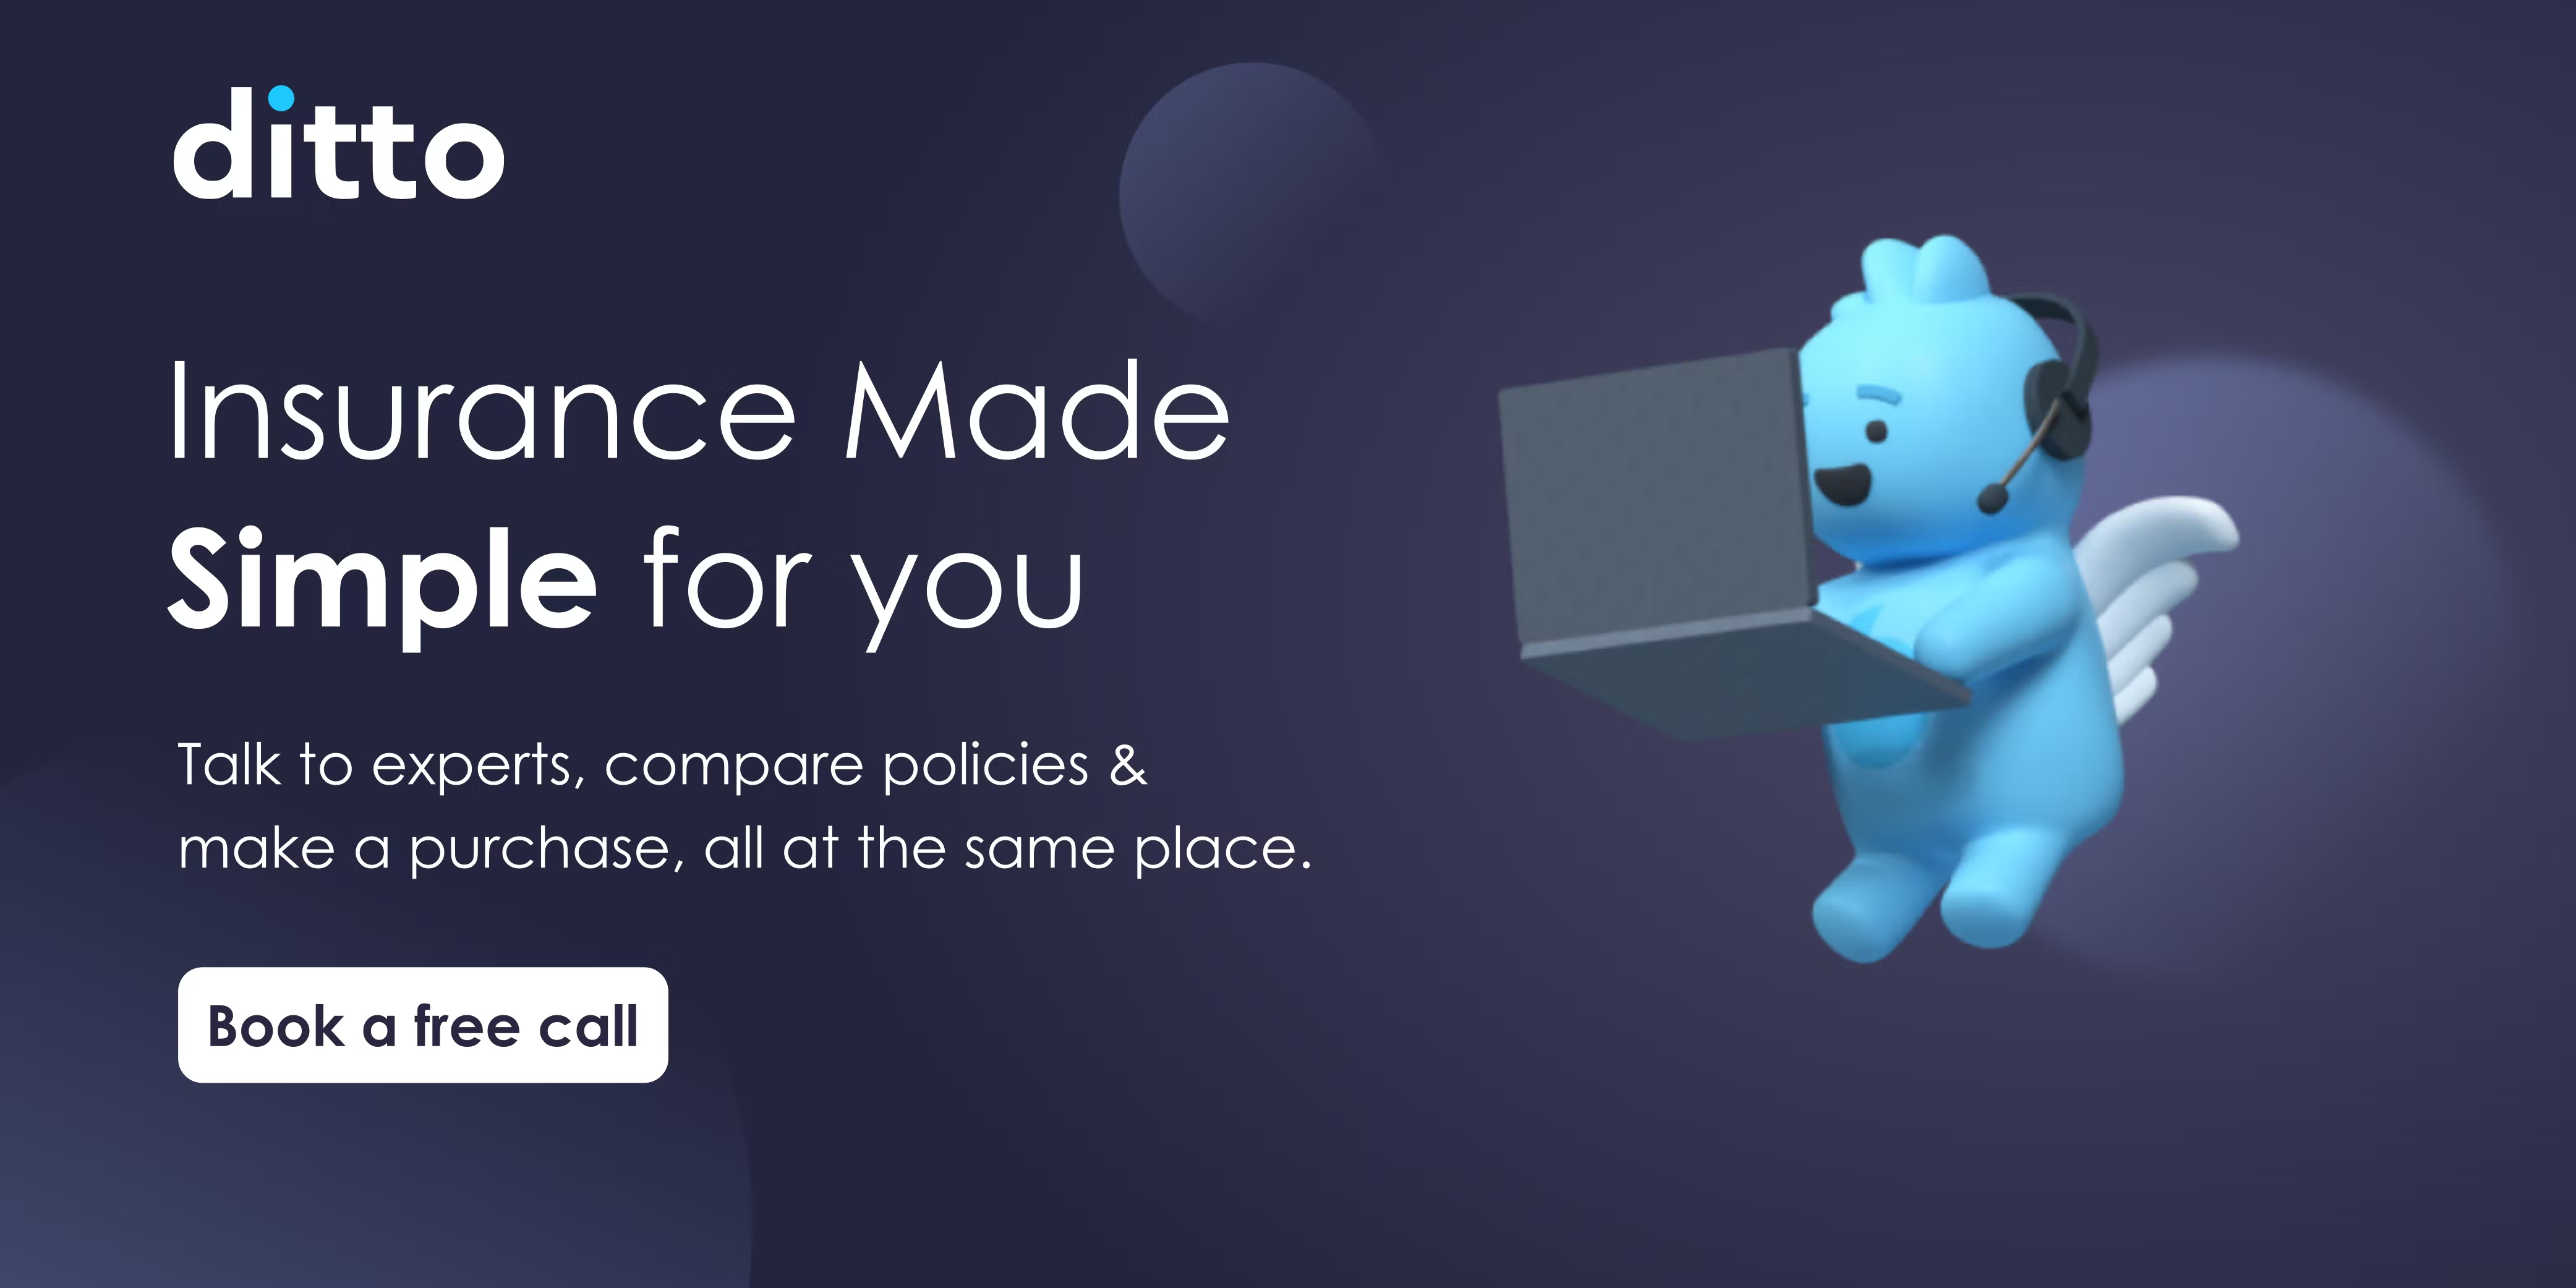 ditto
Insurance Made
Simple for you
Talk to experts, compare policies &
make a purchase, all at the same place.
Book a free call